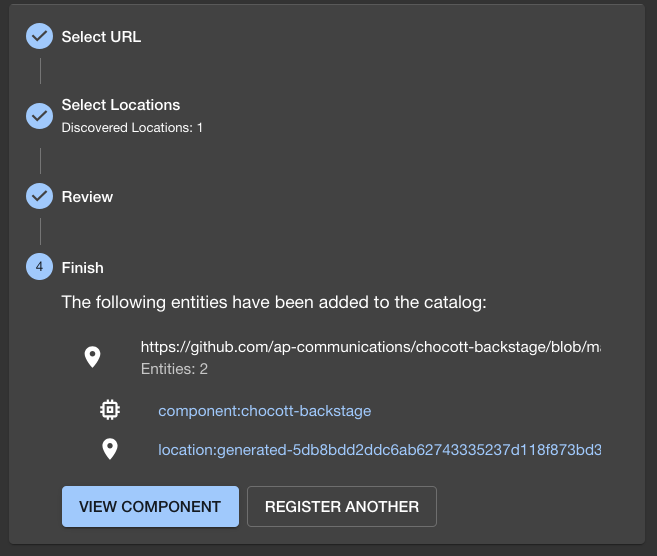 Select URL
Select Locations
Discovered Locations: 1
Review
4
Finish
The following entities have been added to the catalog:
https://github.com/ap-communications/chocott-backstage/blob/m
Entities: 2
component:chocott-backstage
location:generated-5db8bdd2ddc6ab62743335237d118f873bd3
VIEW COMPONENT
REGISTER ANOTHER